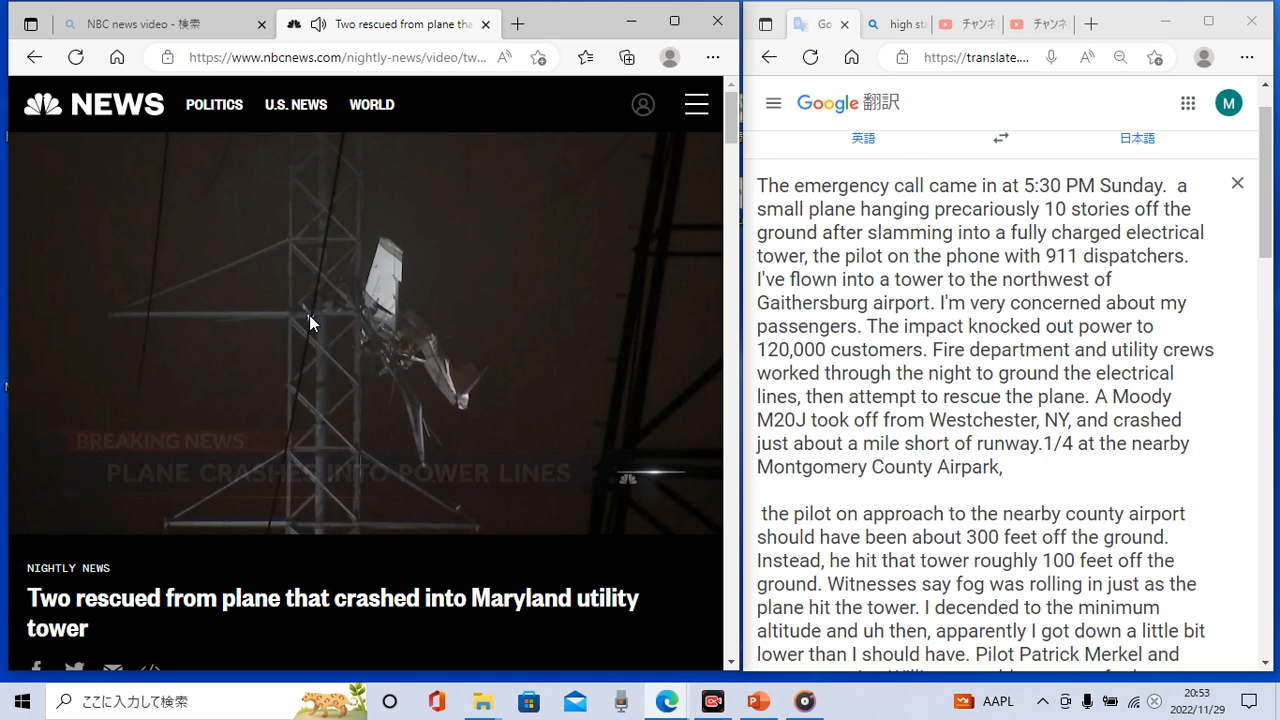 NBC news video - 検索
Two rescued from plane tha
https://www.nbcnews.com/nightly-news/video/tw...
NEWS
POLITICS
U.S. NEWS
WORLD
BREAKING NEWS
PLANE CRASHES INTO POWER LINES
NIGHTLY NEWS
Two rescued from plane that crashed into Maryland utility
tower
Go
high st
チャンネ
チャンネ
https://translate....
Google 翻訳
M
英語
日本語
The emergency call came in at 5:30 PM Sunday.  a
small plane hanging precariously 10 stories off the
ground after slamming into a fully charged electrical
tower, the pilot on the phone with 911 dispatchers.
I've flown into a tower to the northwest of
Gaithersburg airport. I'm very concerned about my
passengers. The impact knocked out power to
120,000 customers. Fire department and utility crews
worked through the night to ground the electrical
lines, then attempt to rescue the plane. A Moody
M20J took off from Westchester, NY, and crashed
just about a mile short of runway.1/4 at the nearby
Montgomery County Airpark,
the pilot on approach to the nearby county airport
should have been about 300 feet off the ground.
Instead, he hit that tower roughly 100 feet off the
ground. Witnesses say fog was rolling in just as the
plane hit the tower. I decended to the minimum
altitude and uh then, apparently I got down a little bit
lower than I should have. Pilot Patrick Merkel and
ここに入力して検索
AAPL
20:53
2022/11/29